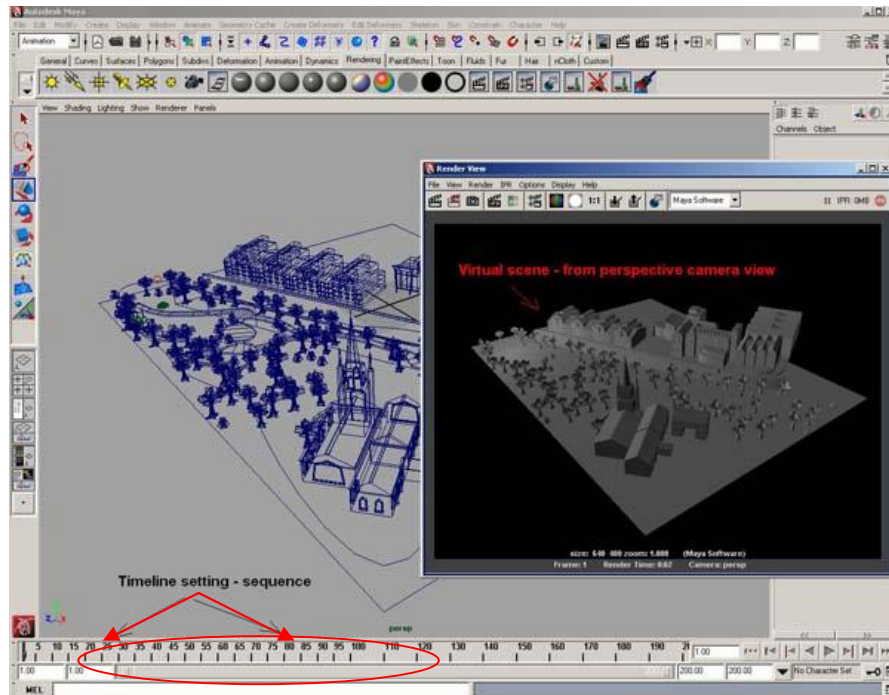 Autodesk Maya
File Edit Modify Create Display Window Animate Geometry Cache Create Deformers Edit Deformers Skeleton Skin Constrain Character Help
Animation X: Y: Z:
General Curves Surfaces Polygons Subdivs Deformation Animation Dynamics Rendering PaintEffects Toon Fluids Fur Hair nCloth Custom
View Shading Lighting Show Renderer Panels
Channels Object
Render View
File View Render IPR Options Display Help
1:1 Maya Software IPR: 0MB
Virtual scene - from perspective camera view
size: 640 480 zoom: 1.000 (Maya Software)
Frame: 1 Render Time: 0:02 Camera: persp
Timeline setting - sequence
persp
5 10 15 20 25 30 35 40 45 50 55 60 65 70 75 80 85 90 95 100 110 120 130 140 150 160 170 180 190 1.00
1.00 1.00 200.00 200.00 No Character Set
MEL